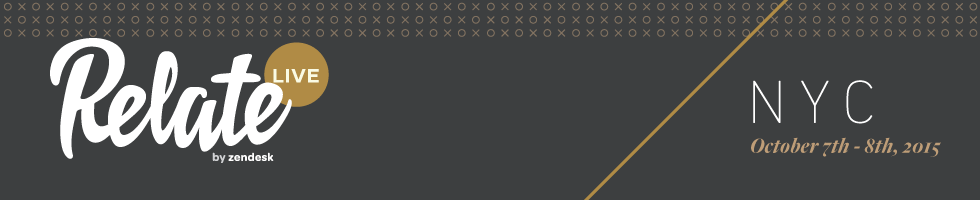 Relate
LIVE
by zendesk
NYC
October 7th - 8th, 2015